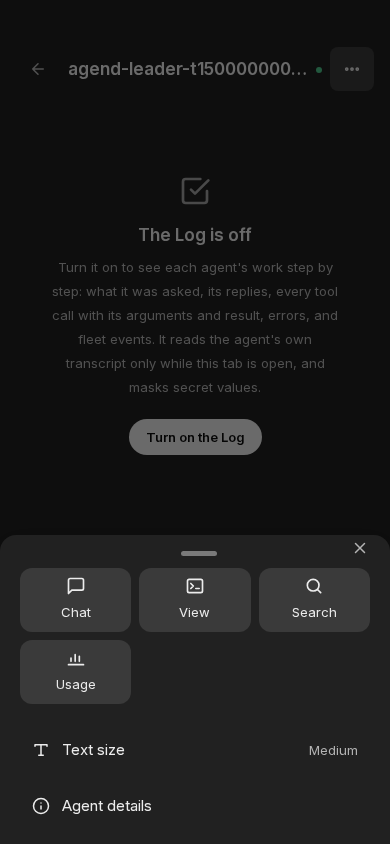 agend-leader-t150000000...
The Log is off
Turn it on to see each agent's work step by
step: what it was asked, its replies, every tool
call with its arguments and result, errors, and
fleet events. It reads the agent's own
transcript only while this tab is open, and
masks secret values.
Turn on the Log
Chat
View
Search
Usage
Text size
Medium
Agent details